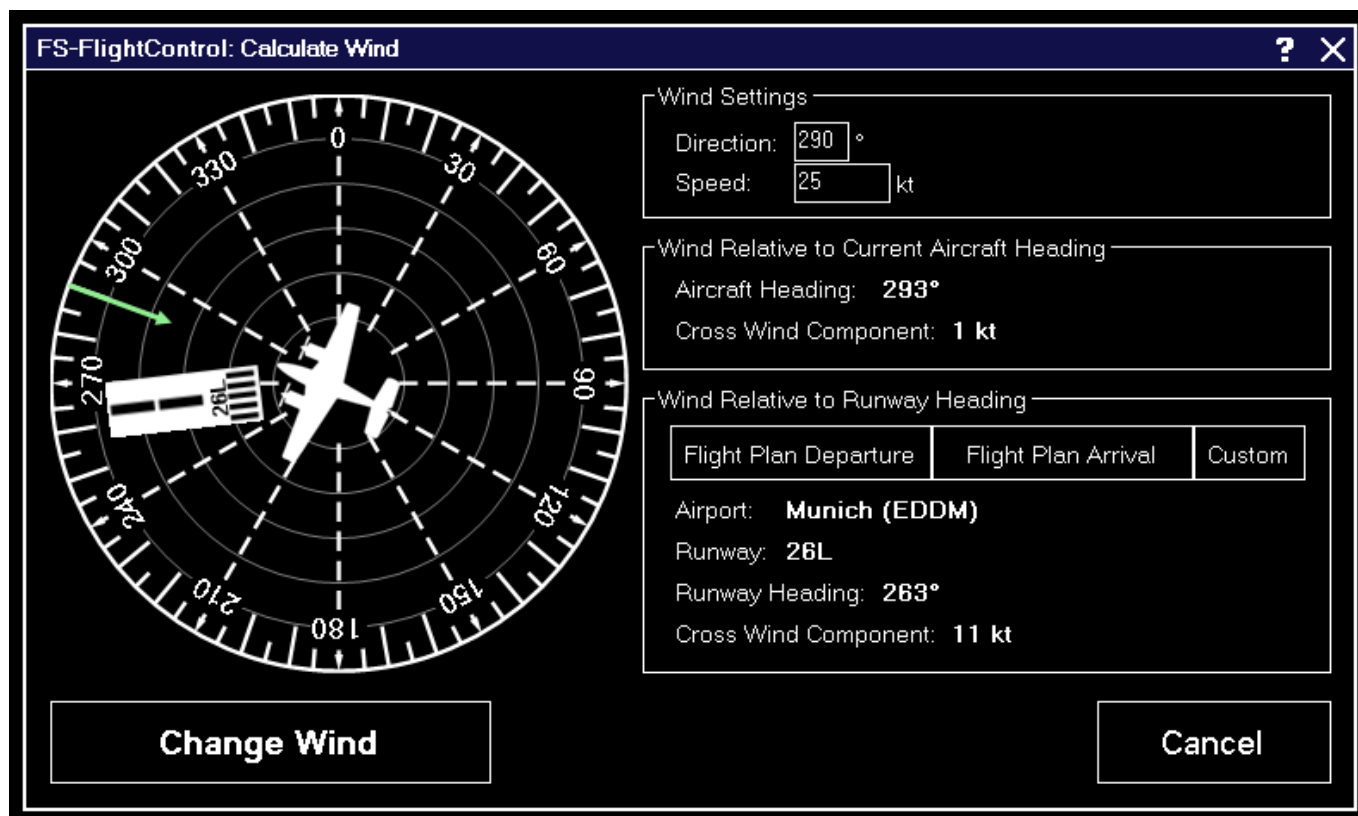 FS-FlightControl: Calculate Wind ? X
0
30
60
90
120
150
180
210
240
270
300
330
26L
Wind Settings
Direction: 290 °
Speed: 25 kt
Wind Relative to Current Aircraft Heading
Aircraft Heading: 293°
Cross Wind Component: 1 kt
Wind Relative to Runway Heading
Flight Plan Departure Flight Plan Arrival Custom
Airport: Munich (EDDM)
Runway: 26L
Runway Heading: 263°
Cross Wind Component: 11 kt
Change Wind Cancel